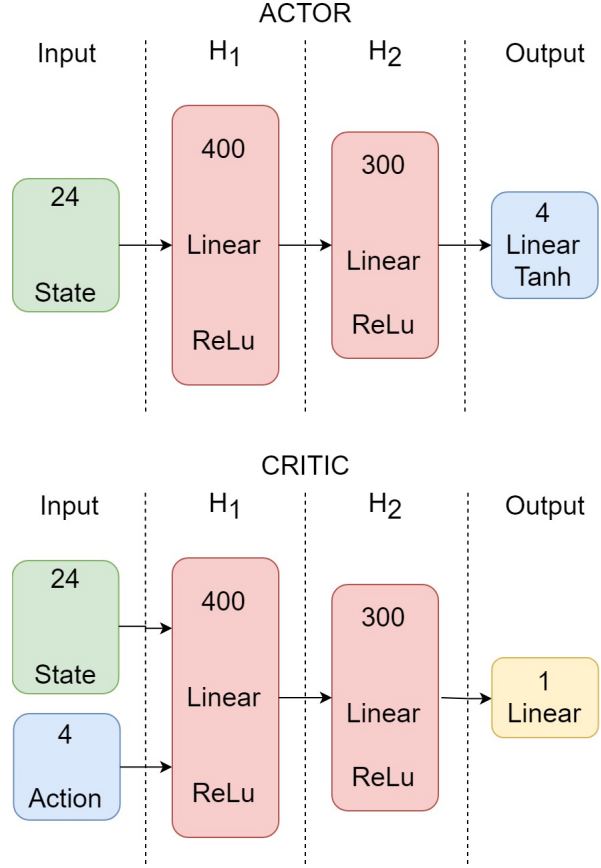 ACTOR
Input H1 H2 Output
24
State
400
Linear
ReLu
300
Linear
ReLu
4
Linear
Tanh
CRITIC
Input H1 H2 Output
24
State
4
Action
400
Linear
ReLu
300
Linear
ReLu
1
Linear